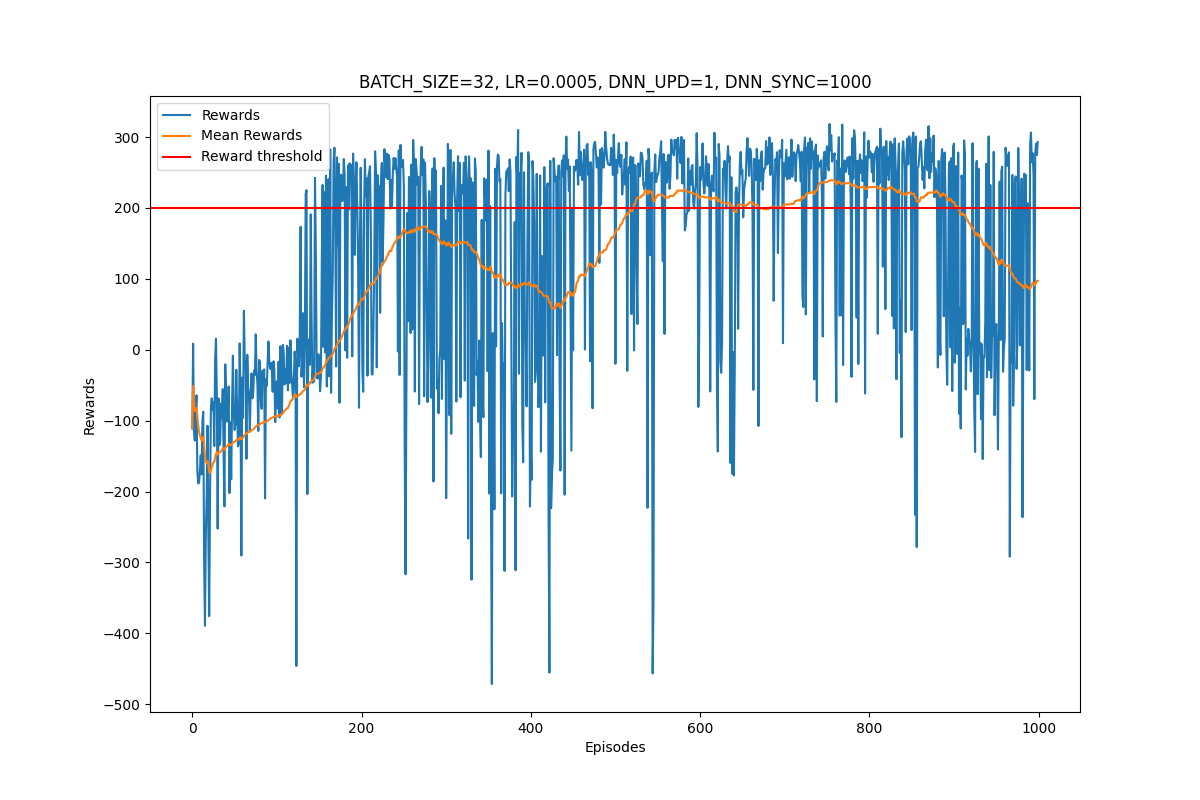 BATCH_SIZE=32, LR=0.0005, DNN_UPD=1, DNN_SYNC=1000
Rewards
Mean Rewards
Reward threshold
300
200
100
0
−100
−200
−300
−400
−500
Rewards
0
200
400
600
800
1000
Episodes